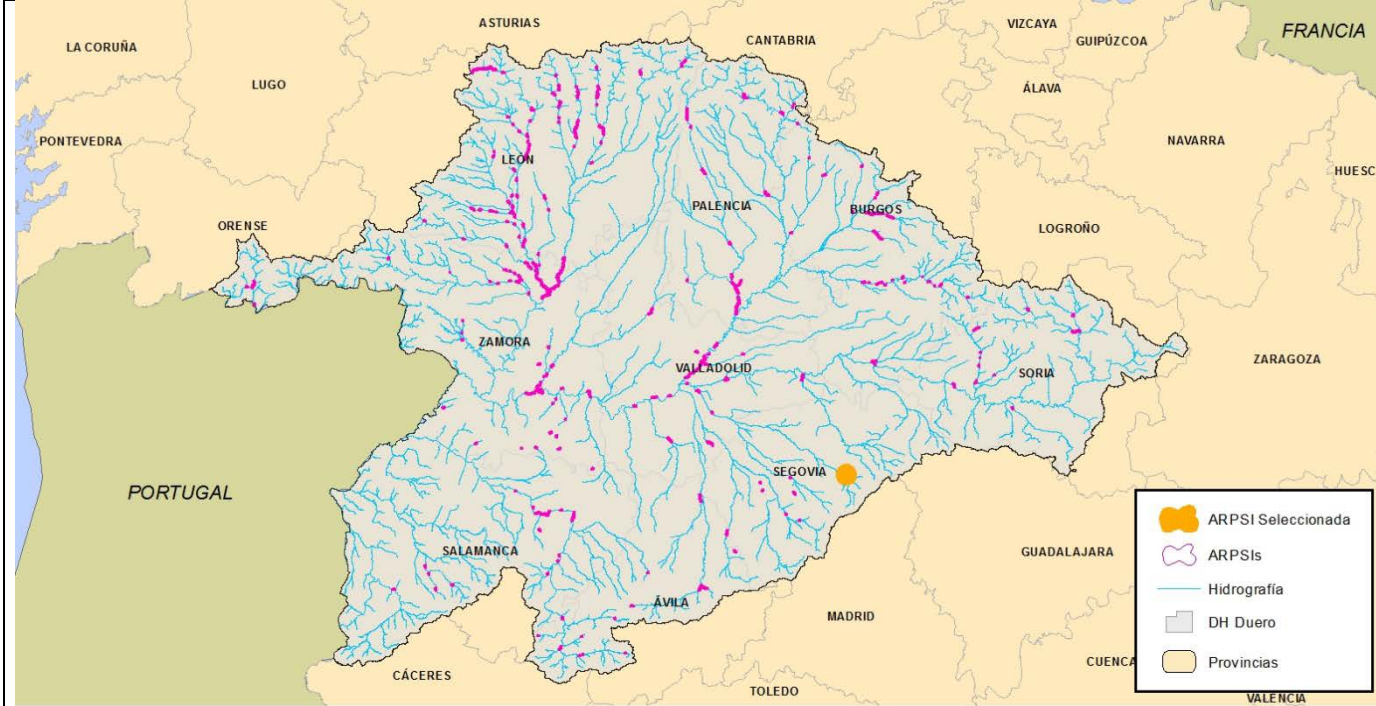 ASTURIAS
VIZCAYA
FRANCIA
GUIPÚZCOA
LA CORUÑA
CANTABRIA
LUGO
ÁLAVA
PONTEVEDRA
NAVARRA
LEÓN
HUESC
PALENCIA
BURGOS
ORENSE
LOGROÑO
ZAMORA
VALLADOLID
SORIA
ZARAGOZA
SEGOVIA
PORTUGAL
SALAMANCA
GUADALAJARA
ÁVILA
MADRID
CÁCERES
CUENCA
TOLEDO
VALENCIA
ARPSI Seleccionada
ARPSIs
Hidrografía
DH Duero
Provincias